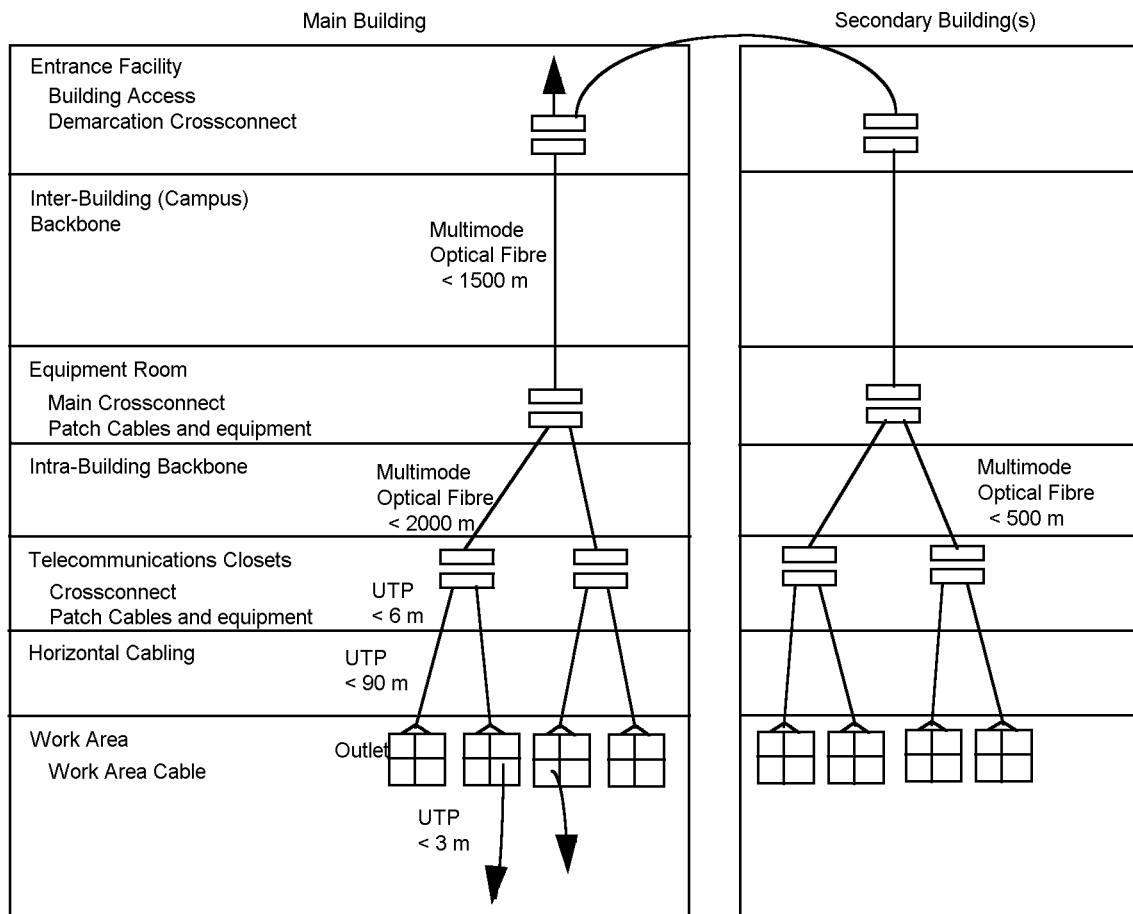 Main Building
Secondary Building(s)
Entrance Facility
Building Access
Demarcation Crossconnect
Inter-Building (Campus)
Backbone
Multimode
Optical Fibre
< 1500 m
Equipment Room
Main Crossconnect
Patch Cables and equipment
Intra-Building Backbone
Multimode
Optical Fibre
< 2000 m
Multimode
Optical Fibre
< 500 m
Telecommunications Closets
Crossconnect
Patch Cables and equipment
UTP
< 6 m
Horizontal Cabling
UTP
< 90 m
Work Area
Work Area Cable
Outlet
UTP
< 3 m